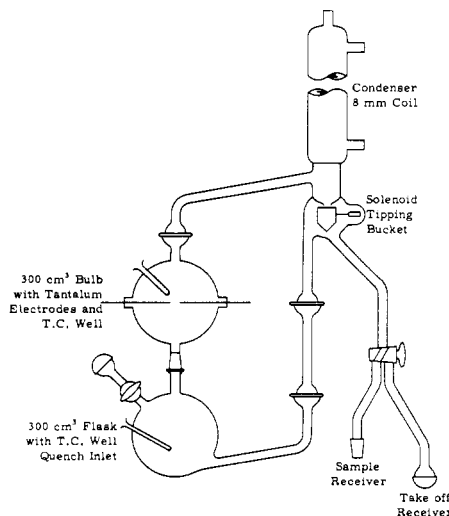 Condenser
8 mm Coil
Solenoid
Tipping
Bucket
300 cm³ Bulb
with Tantalum
Electrodes and
T.C. Well
300 cm³ Flask
with T.C. Well
Quench Inlet
Sample
Receiver
Take off
Receiver